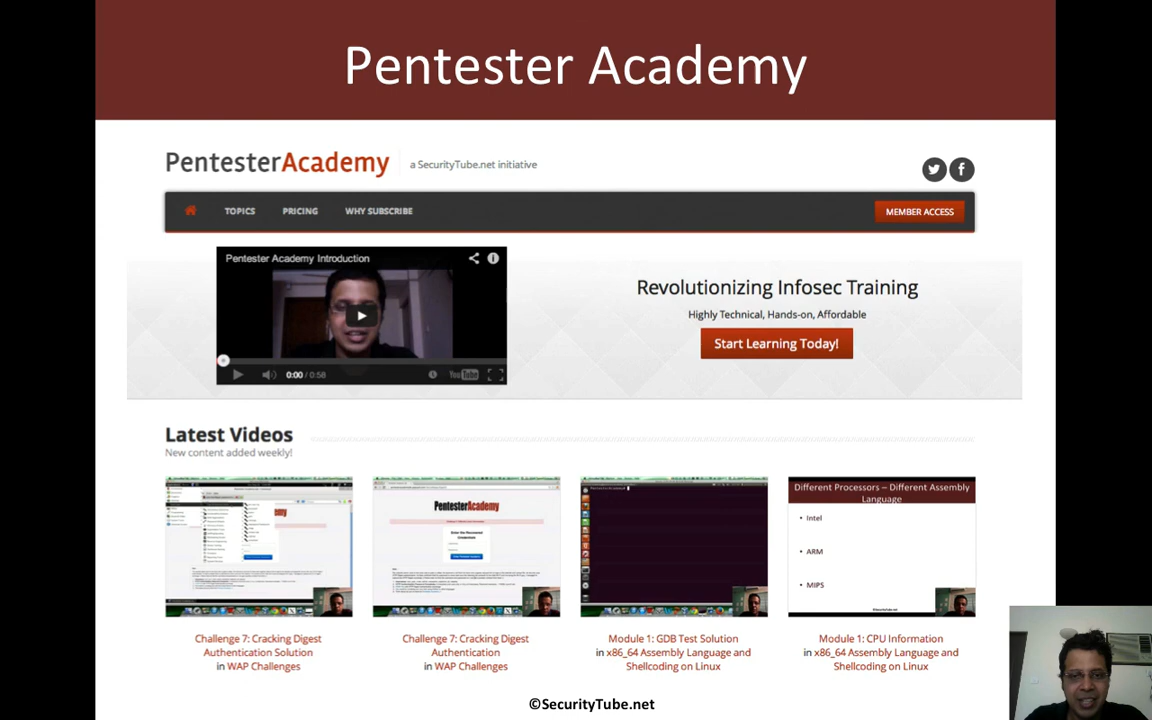 Pentester Academy
PentesterAcademy a SecurityTube.net initiative
TOPICS PRICING WHY SUBSCRIBE MEMBER ACCESS
Pentester Academy Introduction
Revolutionizing Infosec Training
Highly Technical, Hands-on, Affordable
Start Learning Today!
0:00 / 0:58 YouTube
Latest Videos
New content added weekly!
PentesterAcademy
Different Processors – Different Assembly
Language
• Intel
• ARM
• MIPS
Challenge 7: Cracking Digest
Authentication Solution
in WAP Challenges
Challenge 7: Cracking Digest
Authentication
in WAP Challenges
Module 1: GDB Test Solution
in x86_64 Assembly Language and
Shellcoding on Linux
Module 1: CPU Information
in x86_64 Assembly Language and
Shellcoding on Linux
©SecurityTube.net